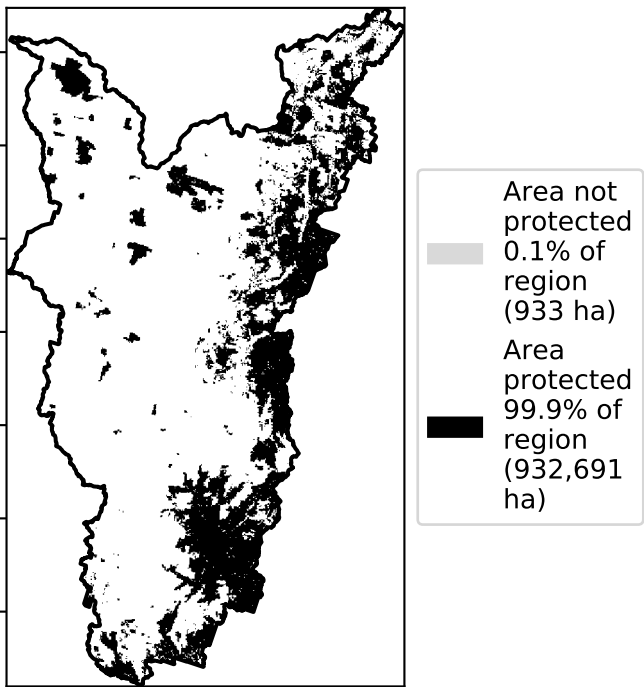 Area not
protected
0.1% of
region
(933 ha)
Area
protected
99.9% of
region
(932,691
ha)